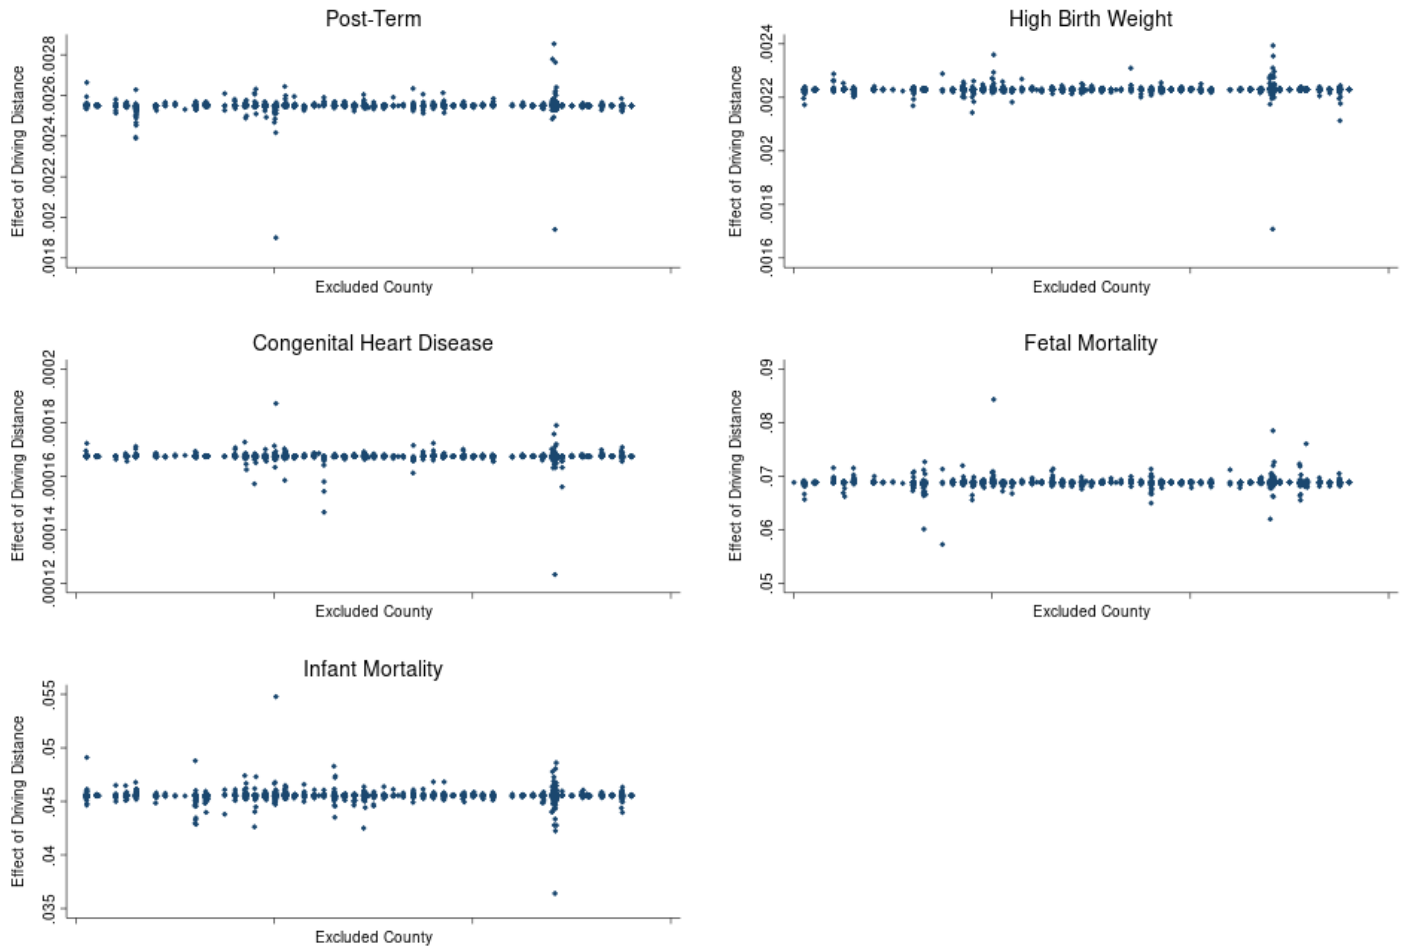 Post-Term
Effect of Driving Distance
.0018 .002 .0022 .0024 .0026 .0028
Excluded County
High Birth Weight
Effect of Driving Distance
.0016 .0018 .002 .0022 .0024
Excluded County
Congenital Heart Disease
Effect of Driving Distance
.00012 .00014 .00016 .00018 .0002
Excluded County
Fetal Mortality
Effect of Driving Distance
.05 .06 .07 .08 .09
Excluded County
Infant Mortality
Effect of Driving Distance
.035 .04 .045 .05 .055
Excluded County